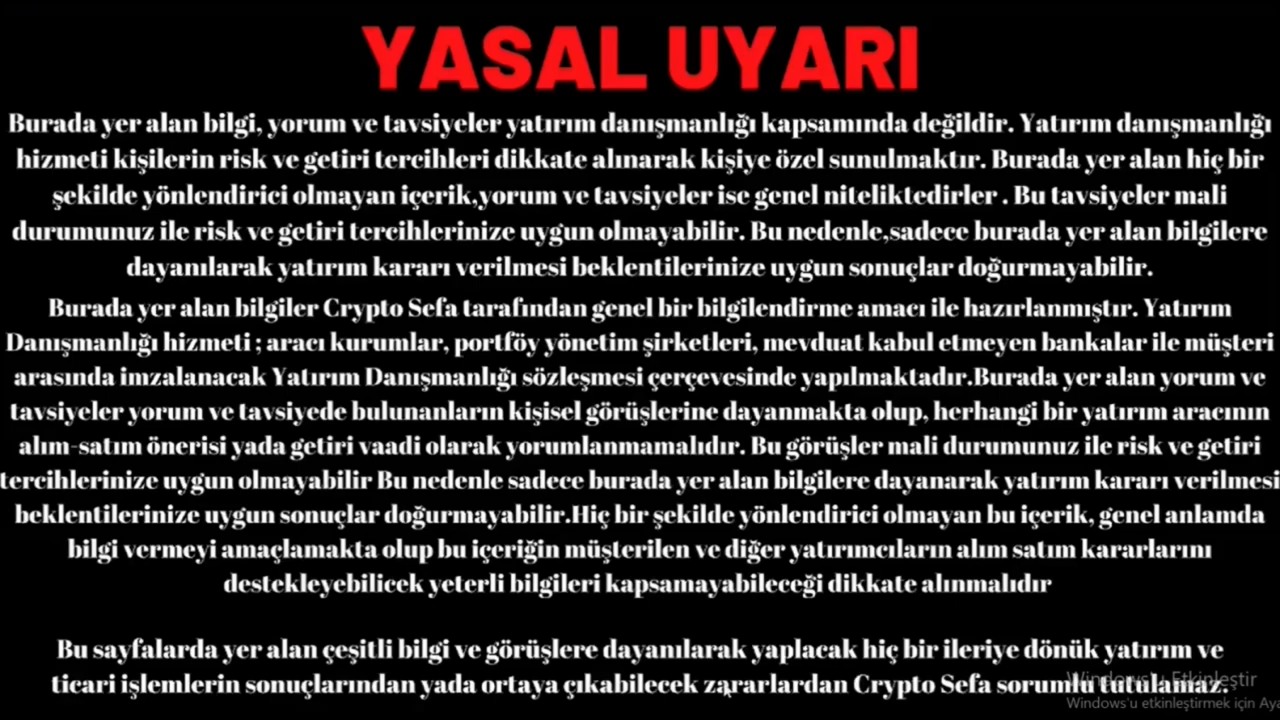 YASAL UYARI
Burada yer alan bilgi, yorum ve tavsiyeler yatırım danışmanlığı kapsamında değildir. Yatırım danışmanlığı
hizmeti kişilerin risk ve getiri tercihleri dikkate alınarak kişiye özel sunulmaktır. Burada yer alan hiç bir
şekilde yönlendirici olmayan içerik,yorum ve tavsiyeler ise genel niteliktedirler . Bu tavsiyeler mali
durumunuz ile risk ve getiri tercihlerinize uygun olmayabilir. Bu nedenle,sadece burada yer alan bilgilere
dayanılarak yatırım kararı verilmesi beklentilerinize uygun sonuçlar doğurmayabilir.
Burada yer alan bilgiler Crypto Sefa tarafından genel bir bilgilendirme amacı ile hazırlanmıştır. Yatırım
Danışmanlığı hizmeti ; aracı kurumlar, portföy yönetim şirketleri, mevduat kabul etmeyen bankalar ile müşteri
arasında imzalanacak Yatırım Danışmanlığı sözleşmesi çerçevesinde yapılmaktadır.Burada yer alan yorum ve
tavsiyeler yorum ve tavsiyede bulunanların kişisel görüşlerine dayanmakta olup, herhangi bir yatırım aracının
alım-satım önerisi yada getiri vaadi olarak yorumlanmamalıdır. Bu görüşler mali durumunuz ile risk ve getiri
tercihlerinize uygun olmayabilir Bu nedenle sadece burada yer alan bilgilere dayanarak yatırım kararı verilmesi
beklentilerinize uygun sonuçlar doğurmayabilir.Hiç bir şekilde yönlendirici olmayan bu içerik, genel anlamda
bilgi vermeyi amaçlamakta olup bu içeriğin müşterilen ve diğer yatırımcıların alım satım kararlarını
destekleyebilicek yeterli bilgileri kapsamayabileceği dikkate alınmalıdır
Bu sayfalarda yer alan çeşitli bilgi ve görüşlere dayanılarak yaplacak hiç bir ileriye dönük yatırım ve
ticari işlemlerin sonuçlarından yada ortaya çıkabilecek zararlardan Crypto Sefa sorumlu tutulamaz.
Windows'u Etkinleştir
Windows'u etkinleştirmek için Ay